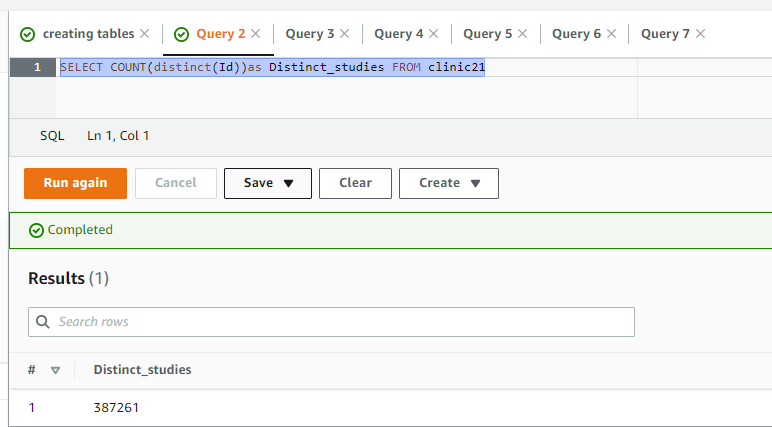 creating tables Query 2 Query 3 Query 4 Query 5 Query 6 Query 7
1 SELECT COUNT(distinct(Id))as Distinct_studies FROM clinic21
SQL Ln 1, Col 1
Run again Cancel Save Clear Create
Completed
Results (1)
Search rows
# Distinct_studies
1 387261